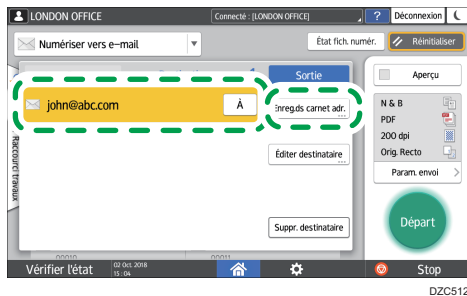 LONDON OFFICE
Connecté : [LONDON OFFICE]
?
Déconnexion
Numériser vers e-mail
État fich. numér.
Réinitialiser
Sortie
Aperçu
john@abc.com
À
Enreg.ds carnet adr.
...
N & B
PDF
200 dpi
Orig. Recto
Raccourci travaux
Éditer destinataire
...
Param. envoi
Départ
Suppr. destinataire
00010
00011
Vérifier l'état
02 Oct. 2018
15 : 04
Stop
DZC512